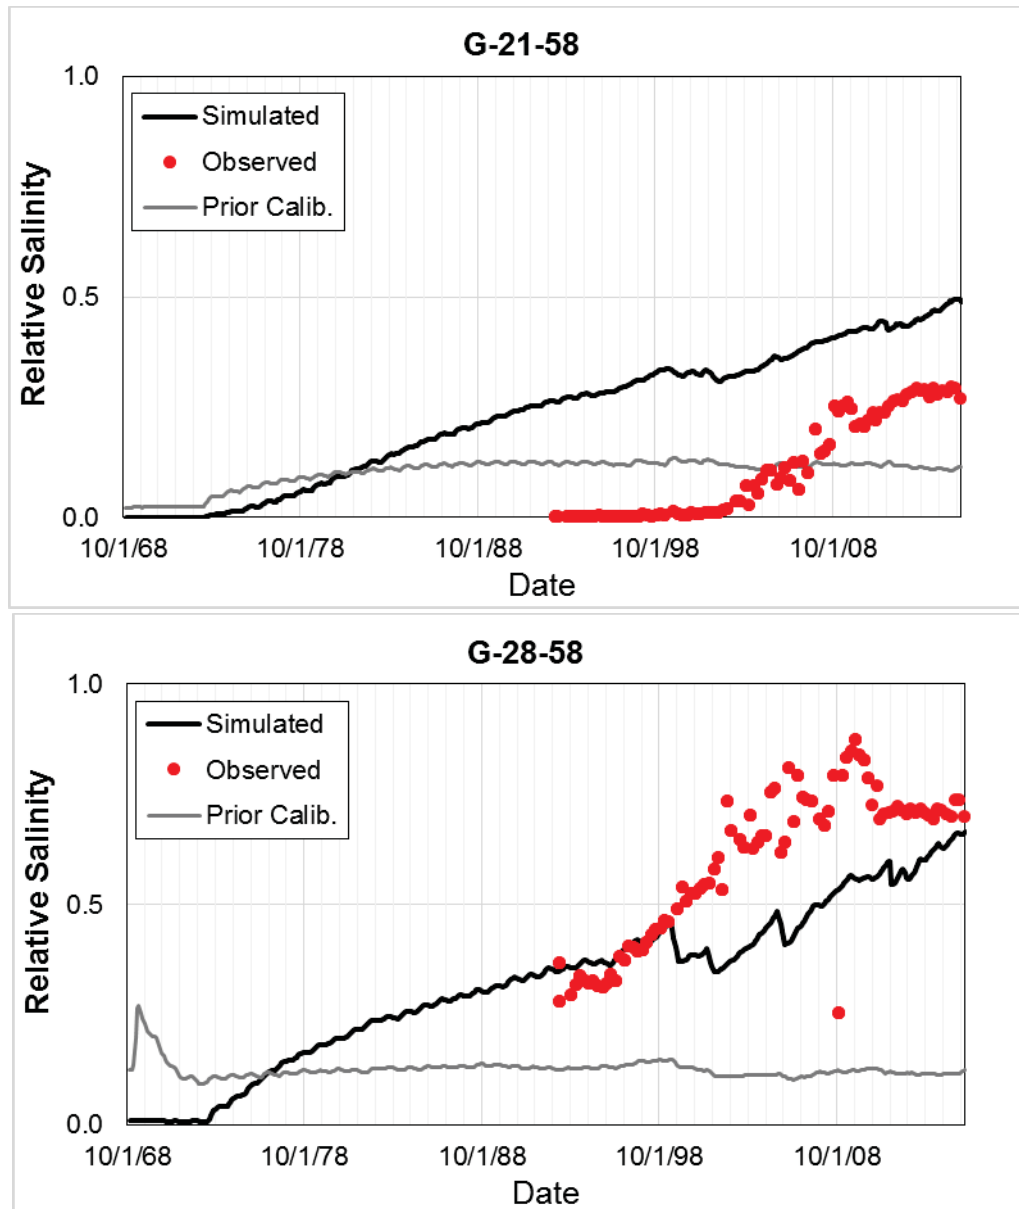 G-21-58
1.0
Simulated
Observed
Prior Calib.
Relative Salinity
0.5
0.0
10/1/68 10/1/78 10/1/88 10/1/98 10/1/08
Date
G-28-58
1.0
Simulated
Observed
Prior Calib.
Relative Salinity
0.5
0.0
10/1/68 10/1/78 10/1/88 10/1/98 10/1/08
Date